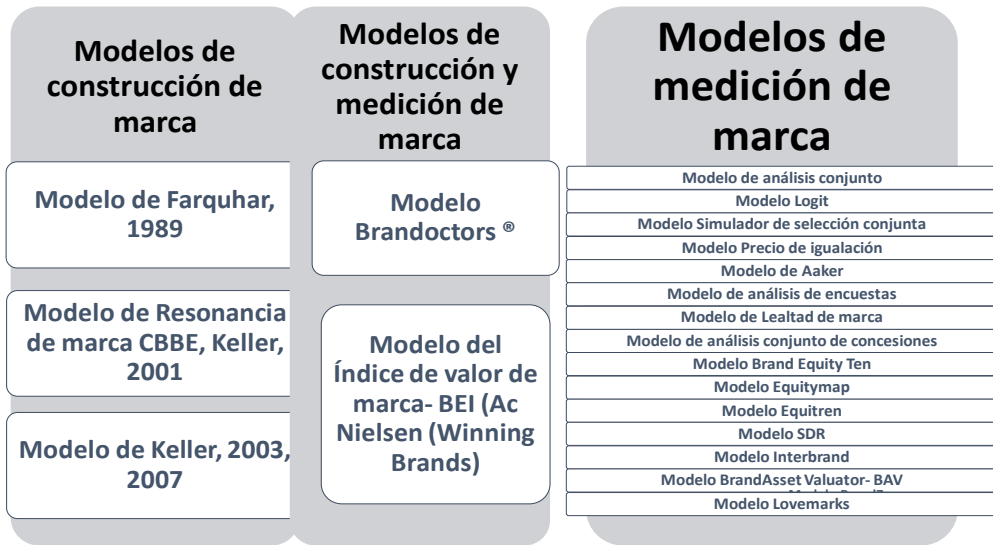 Modelos de
construcción de
marca
Modelo de Farquhar,
1989
Modelo de Resonancia
de marca CBBE, Keller,
2001
Modelo de Keller, 2003,
2007
Modelos de
construcción y
medición de
marca
Modelo
Brandoctors ®
Modelo del
Índice de valor de
marca- BEI (Ac
Nielsen (Winning
Brands)
Modelos de
medición de
marca
Modelo de análisis conjunto
Modelo Logit
Modelo Simulador de selección conjunta
Modelo Precio de igualación
Modelo de Aaker
Modelo de análisis de encuestas
Modelo de Lealtad de marca
Modelo de análisis conjunto de concesiones
Modelo Brand Equity Ten
Modelo Equitymap
Modelo Equitren
Modelo SDR
Modelo Interbrand
Modelo BrandAsset Valuator- BAV
Modelo Lovemarks